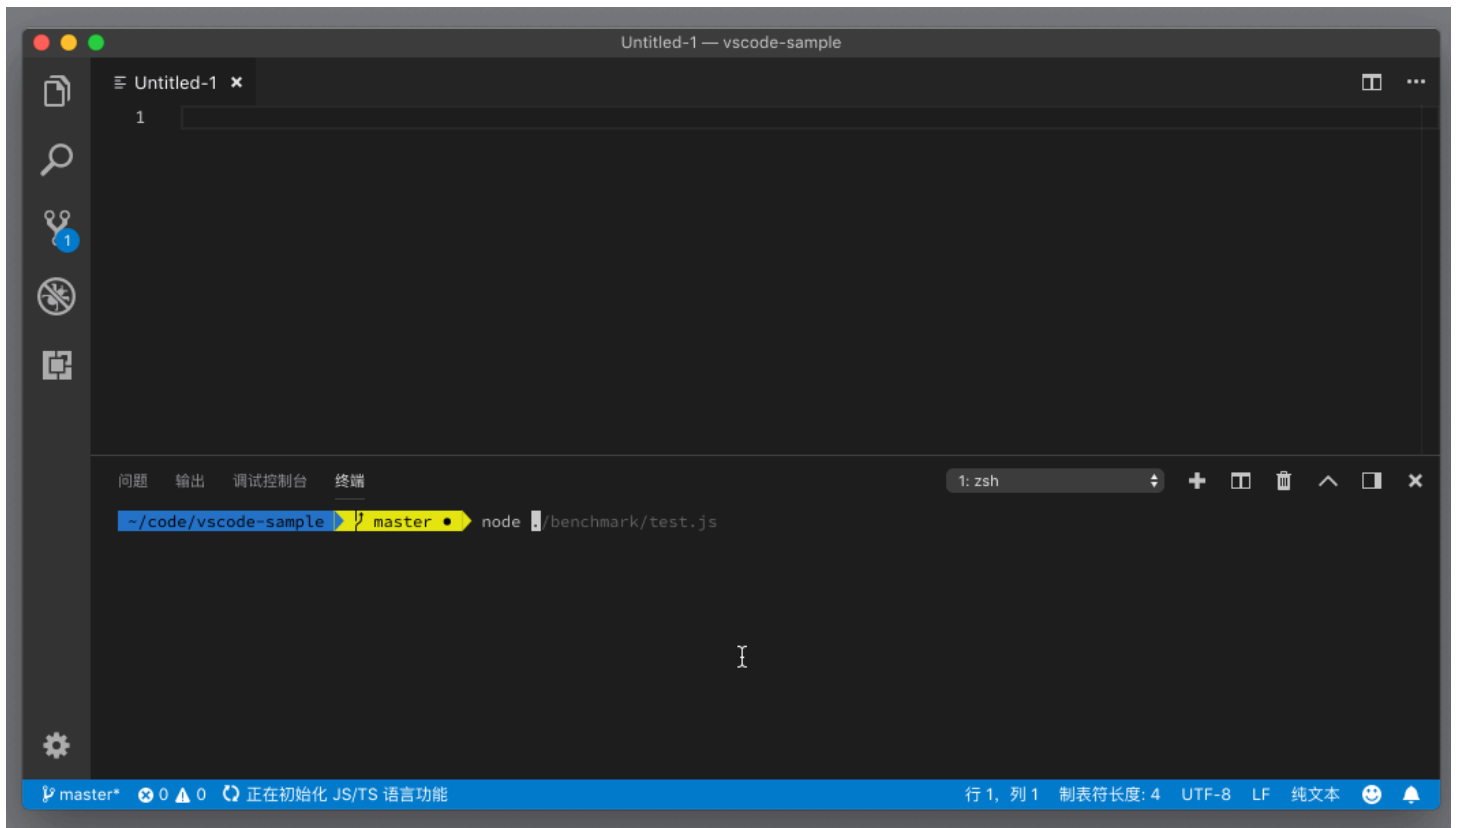 Untitled-1 — vscode-sample
Untitled-1
1
1
问题 输出 调试控制台 终端 1: zsh
~/code/vscode-sample master ● node ./benchmark/test.js
master* 0 0 正在初始化 JS/TS 语言功能 行 1, 列 1 制表符长度: 4 UTF-8 LF 纯文本